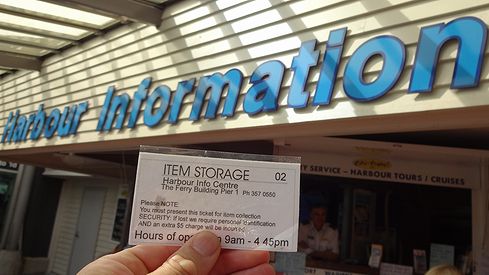 Harbour Information
ITEM STORAGE 02
Harbour Info Centre
The Ferry Building Pier 1 Ph 357 0550
Please NOTE:
You must present this ticket for item collection
SECURITY: If lost we require personal identification
AND an extra $5 charge will be incurred
Hours of ope 9am - 4:45pm
SERVICE – HARBOUR TOURS / CRUISES